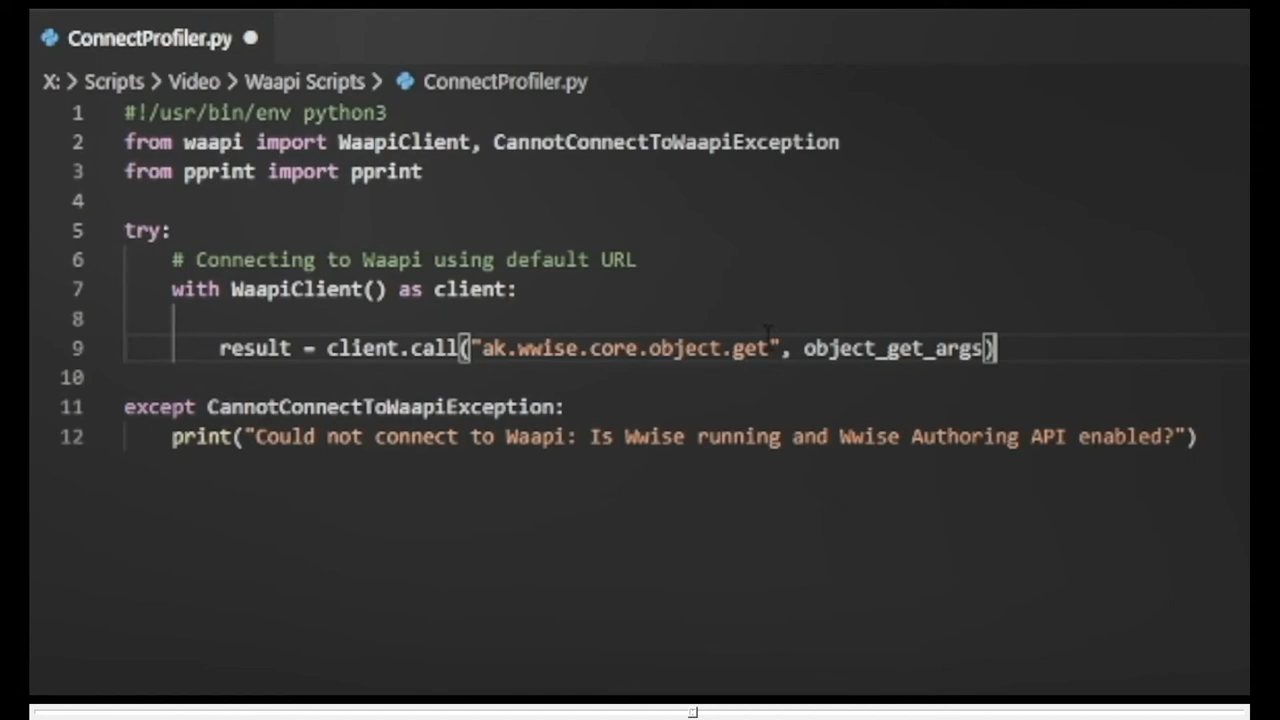 ConnectProfiler.py
X: > Scripts > Video > Waapi Scripts > ConnectProfiler.py
1 #!/usr/bin/env python3
2 from waapi import WaapiClient, CannotConnectToWaapiException
3 from pprint import pprint
4
5 try:
6     # Connecting to Waapi using default URL
7     with WaapiClient() as client:
8
9         result = client.call("ak.wwise.core.object.get", object_get_args)
10
11 except CannotConnectToWaapiException:
12     print("Could not connect to Waapi: Is Wwise running and Wwise Authoring API enabled?")